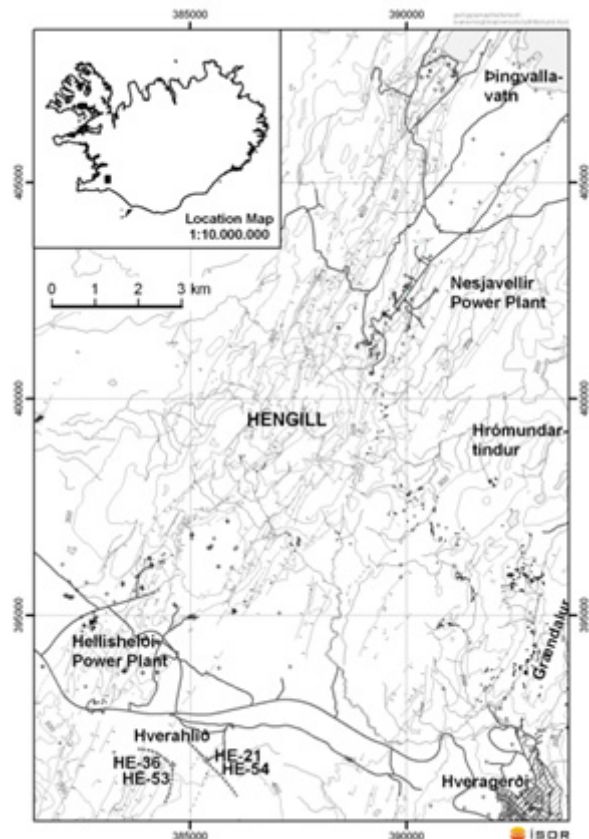 385000
390000
Þingvalla-
vatn
405000
405000
Location Map
1:10.000.000
0 1 2 3 km
Nesjavellir
Power Plant
400000
400000
HENGILL
Hrómundar-
tindur
395000
395000
Hellisheiði
Power Plant
Grændalur
Hverahlíð
HE-21
HE-36
HE-54
HE-53
Hveragerði
385000
390000
ÍSOR